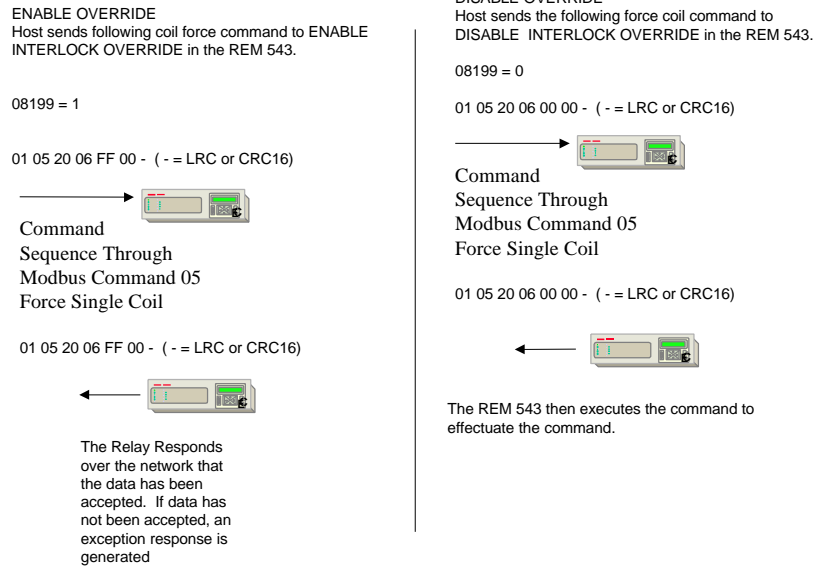 ENABLE OVERRIDE
Host sends following coil force command to ENABLE
INTERLOCK OVERRIDE in the REM 543.
08199 = 1
01 05 20 06 FF 00 - ( - = LRC or CRC16)
Command
Sequence Through
Modbus Command 05
Force Single Coil
01 05 20 06 FF 00 - ( - = LRC or CRC16)
The Relay Responds
over the network that
the data has been
accepted. If data has
not been accepted, an
exception response is
generated
DISABLE OVERRIDE
Host sends the following force coil command to
DISABLE INTERLOCK OVERRIDE in the REM 543.
08199 = 0
01 05 20 06 00 00 - ( - = LRC or CRC16)
Command
Sequence Through
Modbus Command 05
Force Single Coil
01 05 20 06 00 00 - ( - = LRC or CRC16)
The REM 543 then executes the command to
effectuate the command.